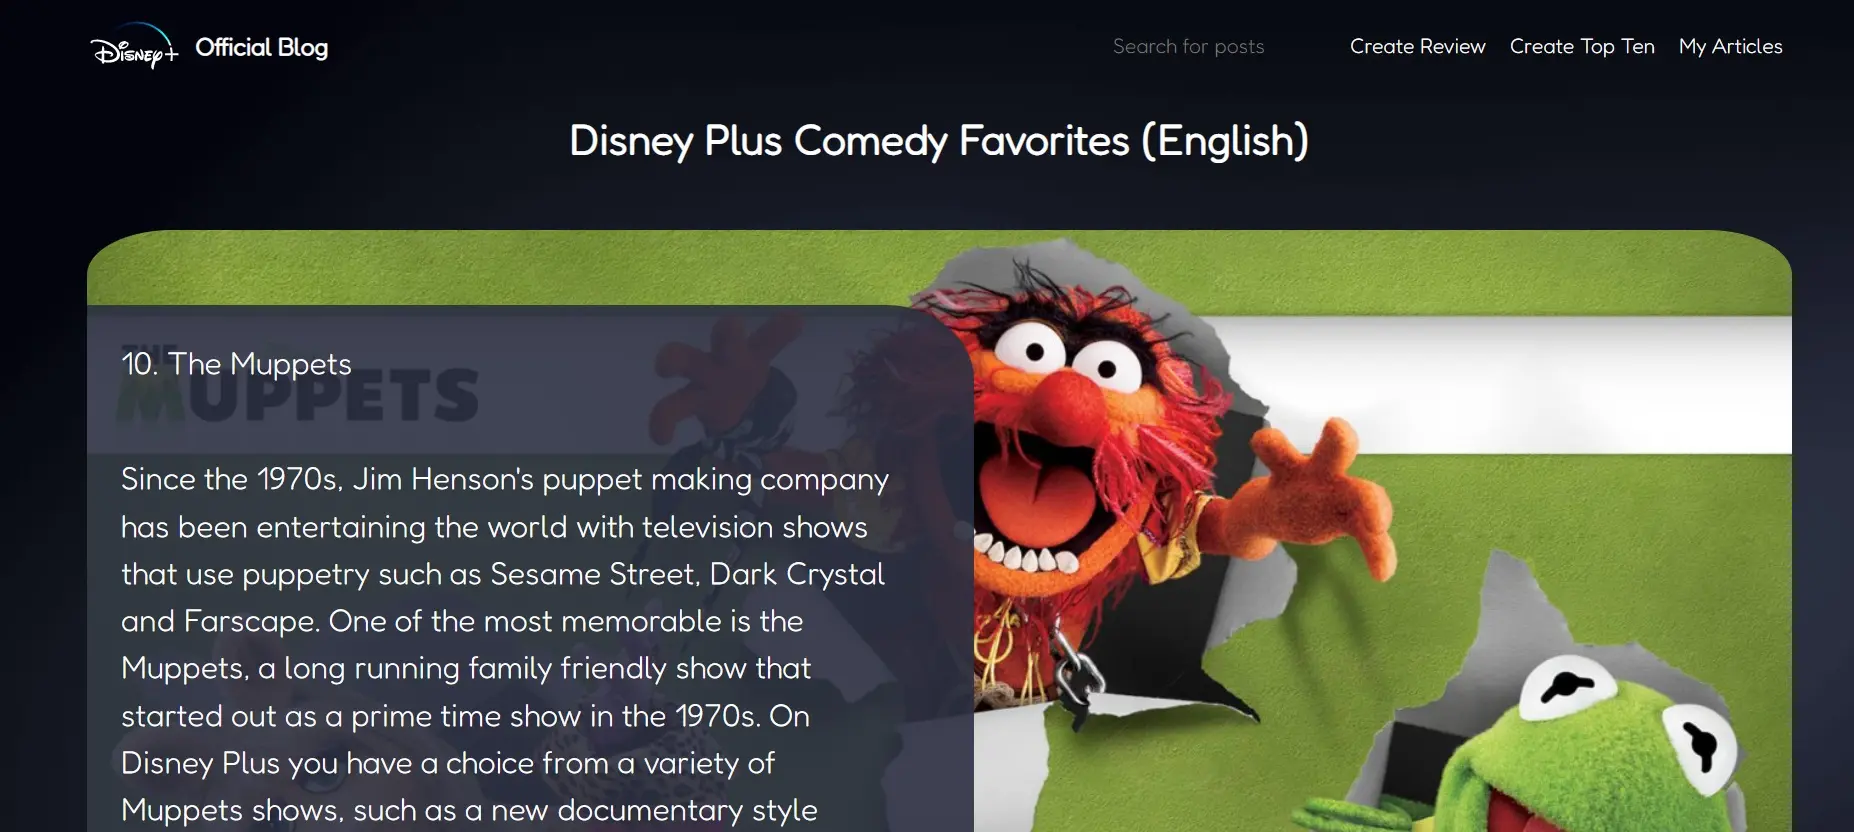 Disney+ Official Blog
Search for posts
Create Review
Create Top Ten
My Articles
Disney Plus Comedy Favorites (English)
10. The Muppets
THE
MUPPETS
Since the 1970s, Jim Henson's puppet making company
has been entertaining the world with television shows
that use puppetry such as Sesame Street, Dark Crystal
and Farscape. One of the most memorable is the
Muppets, a long running family friendly show that
started out as a prime time show in the 1970s. On
Disney Plus you have a choice from a variety of
Muppets shows, such as a new documentary style